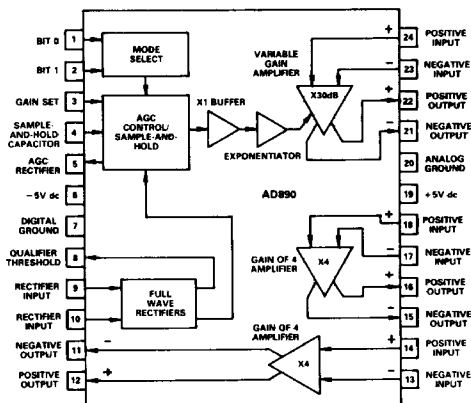 BIT 0
1
BIT 1
2
GAIN SET
3
SAMPLE-
AND-HOLD
CAPACITOR
4
AGC
RECTIFIER
5
−5V dc
6
DIGITAL
GROUND
7
QUALIFIER
THRESHOLD
8
RECTIFIER
INPUT
9
RECTIFIER
INPUT
10
NEGATIVE
OUTPUT
11
POSITIVE
OUTPUT
12
MODE
SELECT
AGC
CONTROL/
SAMPLE-AND-
HOLD
X1 BUFFER
EXPONENTIATOR
VARIABLE
GAIN
AMPLIFIER
X30dB
AD890
GAIN OF 4
AMPLIFIER
X4
FULL
WAVE
RECTIFIERS
GAIN OF 4
AMPLIFIER
X4
+
24
POSITIVE
INPUT
−
23
NEGATIVE
INPUT
+
22
POSITIVE
OUTPUT
−
21
NEGATIVE
OUTPUT
20
ANALOG
GROUND
19
+5V dc
+
18
POSITIVE
INPUT
−
17
NEGATIVE
INPUT
+
16
POSITIVE
OUTPUT
−
15
NEGATIVE
OUTPUT
+
14
POSITIVE
INPUT
−
13
NEGATIVE
INPUT
−
+